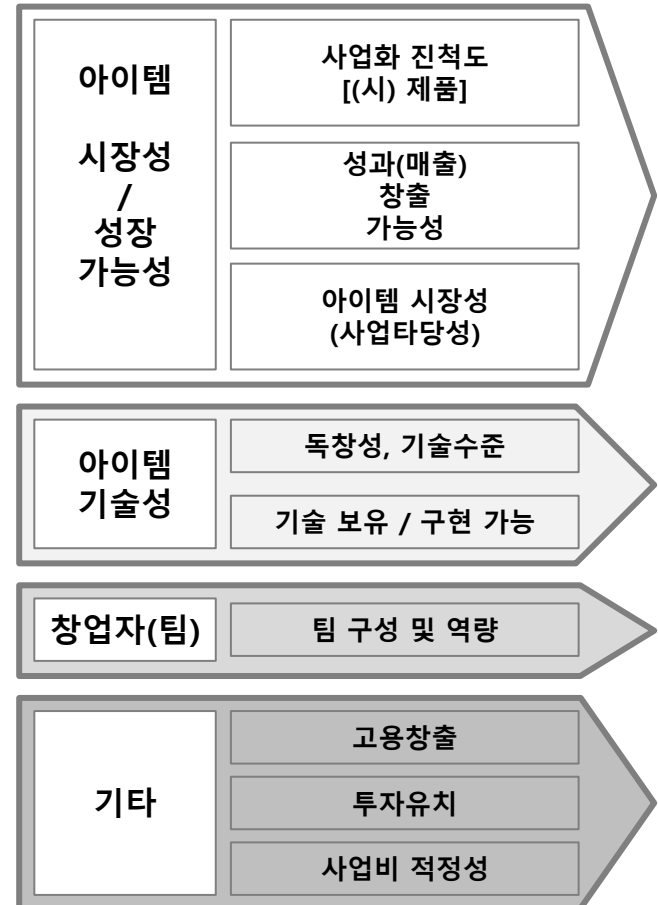 아이템
시장성
/
성장
가능성
사업화 진척도
[(시) 제품]
성과(매출)
창출
가능성
아이템 시장성
(사업타당성)
아이템
기술성
독창성, 기술수준
기술 보유 / 구현 가능
창업자(팀)
팀 구성 및 역량
기타
고용창출
투자유치
사업비 적정성